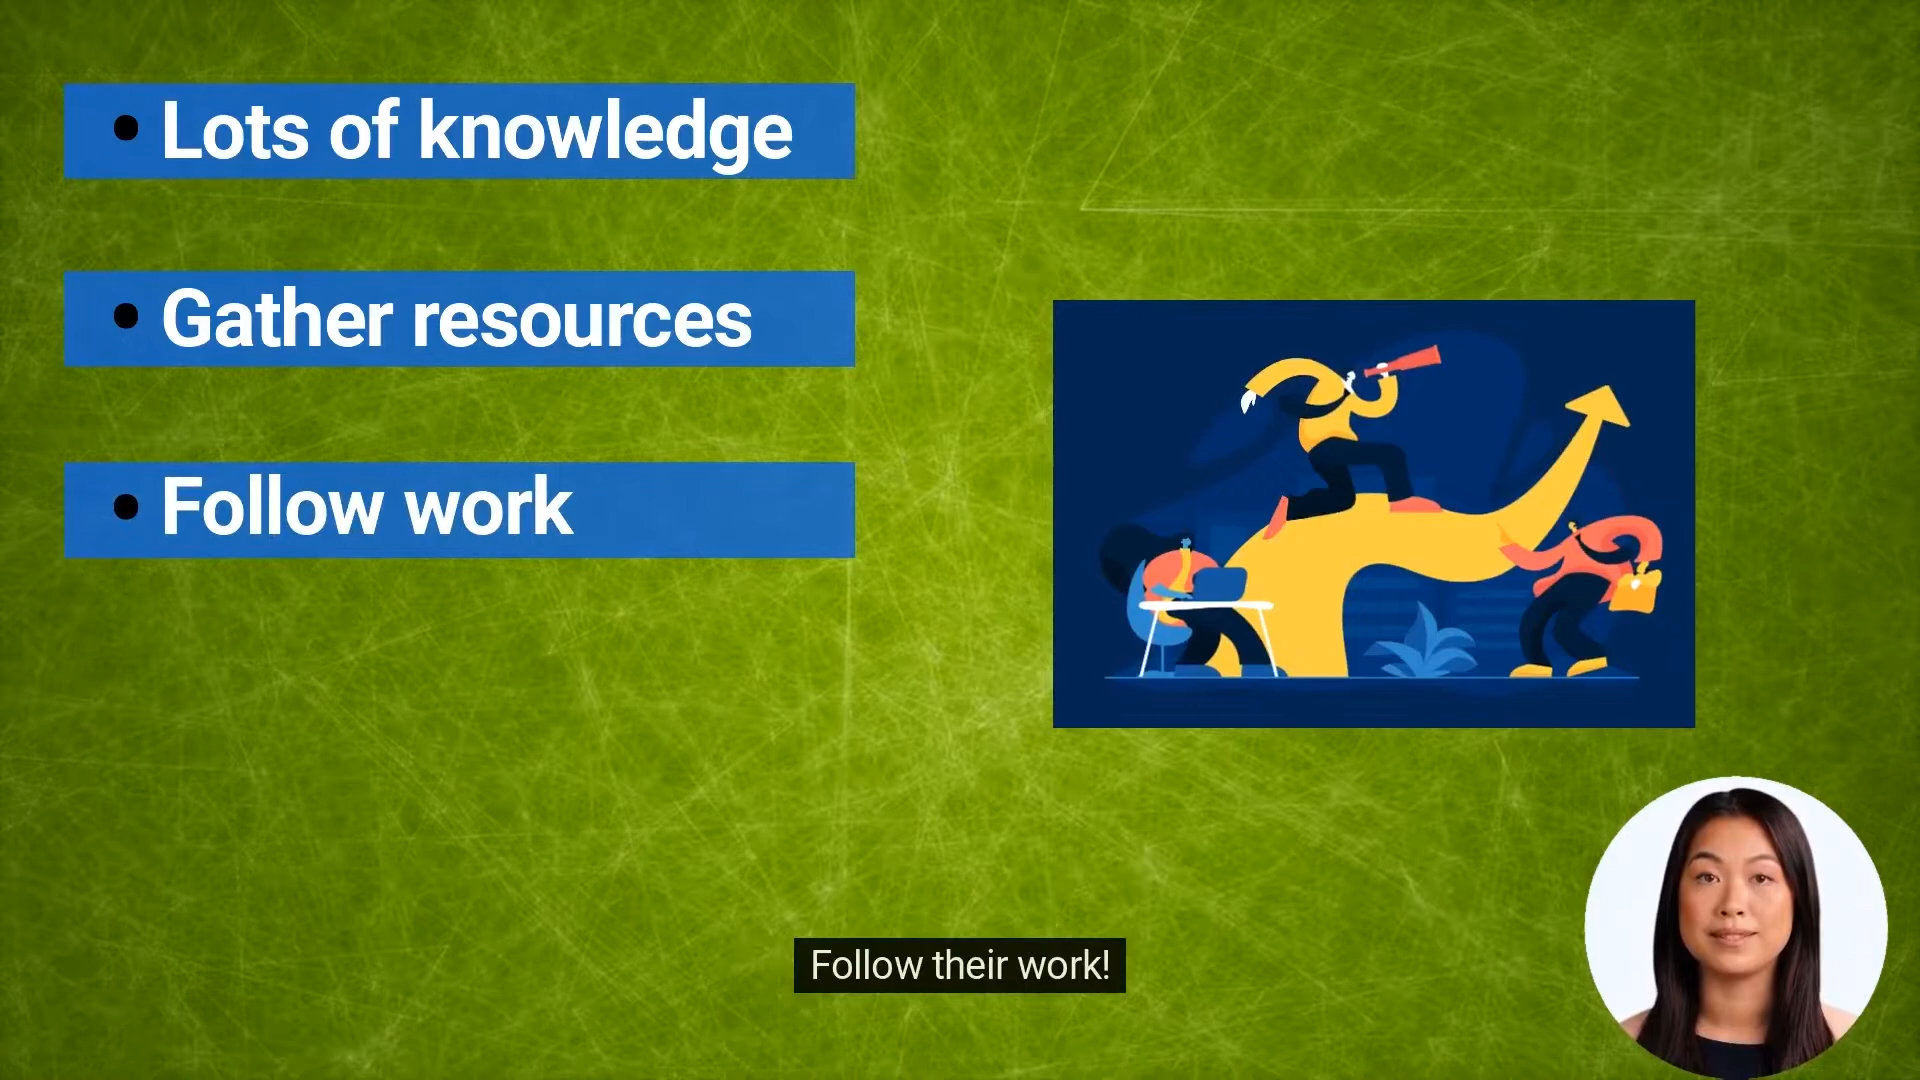 • Lots of knowledge
• Gather resources
• Follow work
Follow their work!